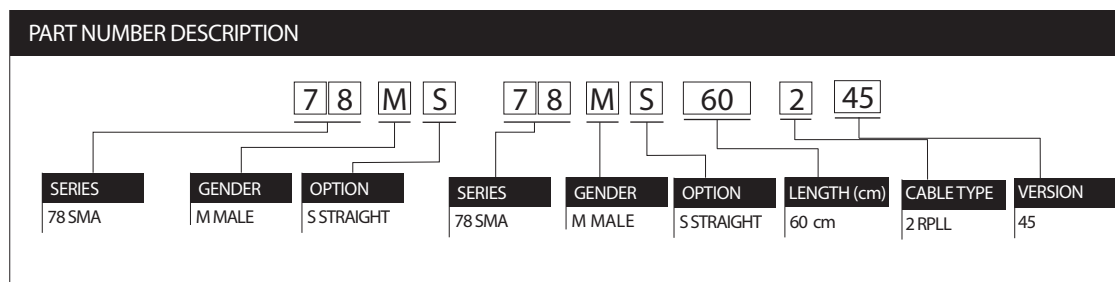 PART NUMBER DESCRIPTION
7 8 M S 7 8 M S 60 2 45
SERIES GENDER OPTION SERIES GENDER OPTION LENGTH (cm) CABLE TYPE VERSION
78 SMA M MALE S STRAIGHT 78 SMA M MALE S STRAIGHT 60 cm 2 RPLL 45